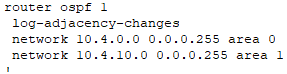 router ospf 1
log-adjacency-changes
network 10.4.0.0 0.0.0.255 area 0
network 10.4.10.0 0.0.0.255 area 1
!